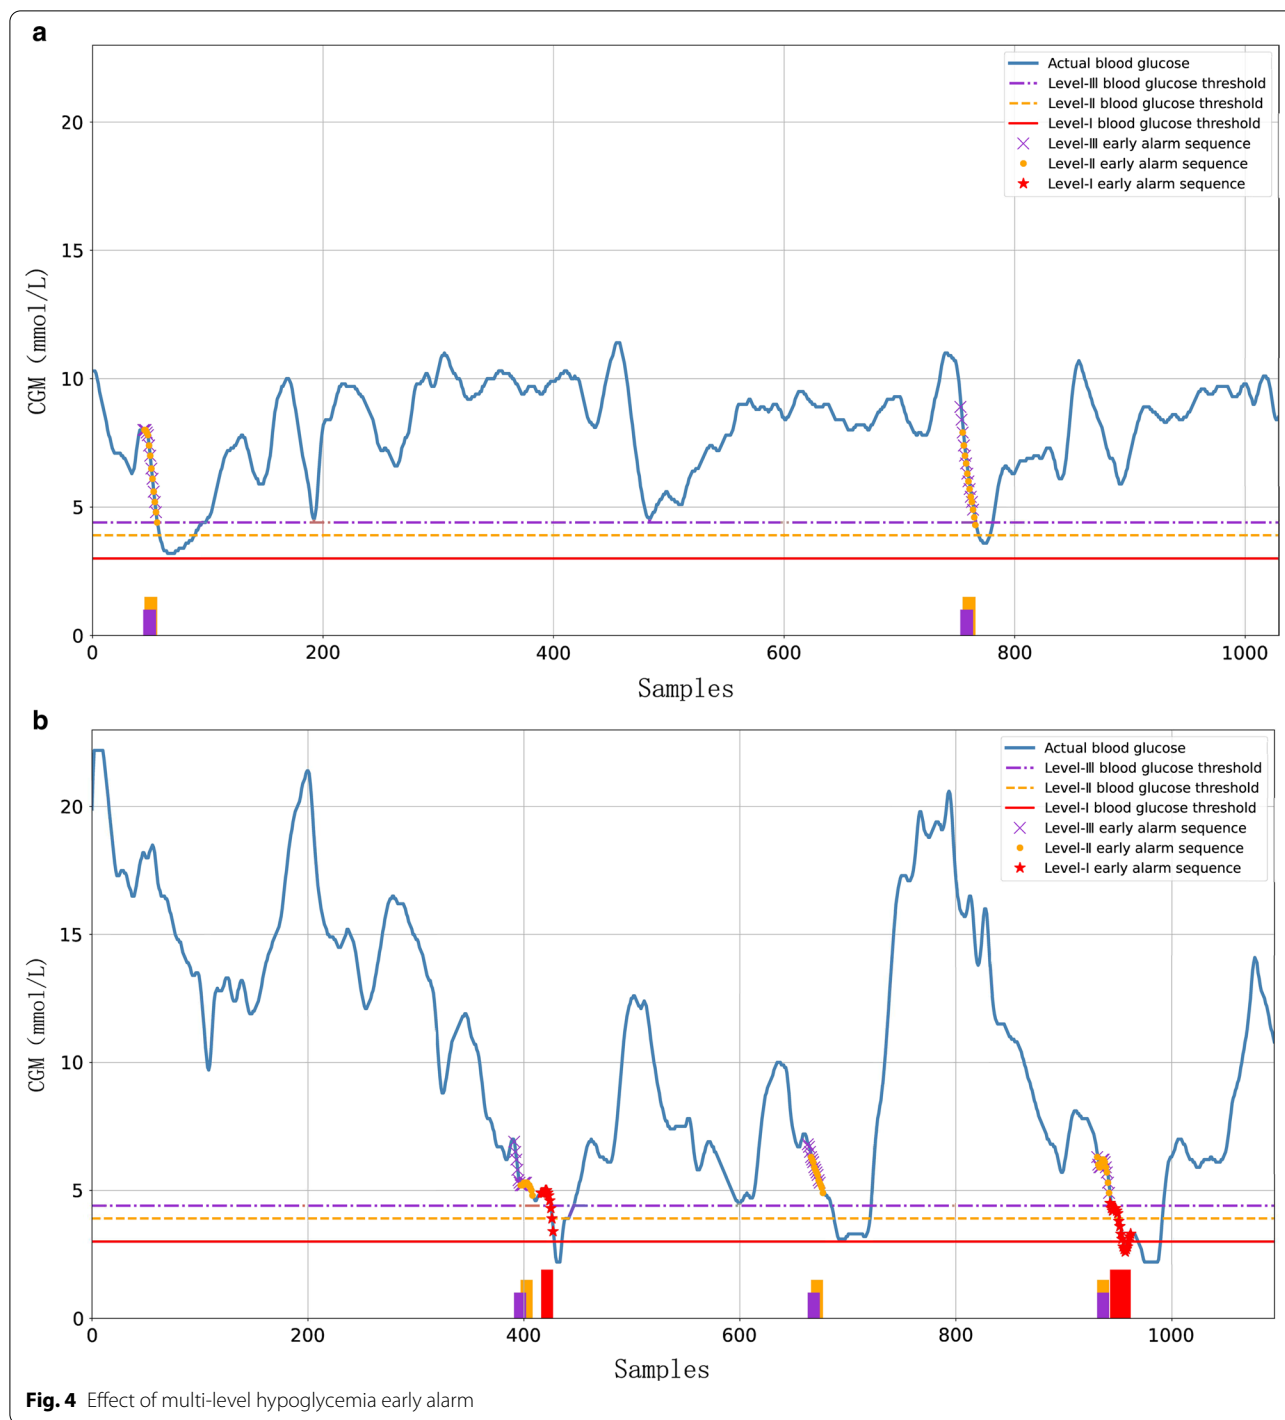 a
Actual blood glucose
Level-Ⅲ blood glucose threshold
Level-Ⅱ blood glucose threshold
Level-Ⅰ blood glucose threshold
Level-Ⅲ early alarm sequence
Level-Ⅱ early alarm sequence
Level-Ⅰ early alarm sequence
20
15
10
5
0
CGM (mmol/L)
0 200 400 600 800 1000
Samples
b
Actual blood glucose
Level-Ⅲ blood glucose threshold
Level-Ⅱ blood glucose threshold
Level-Ⅰ blood glucose threshold
Level-Ⅲ early alarm sequence
Level-Ⅱ early alarm sequence
Level-Ⅰ early alarm sequence
20
15
10
5
0
CGM (mmol/L)
0 200 400 600 800 1000
Samples
Fig. 4 Effect of multi-level hypoglycemia early alarm